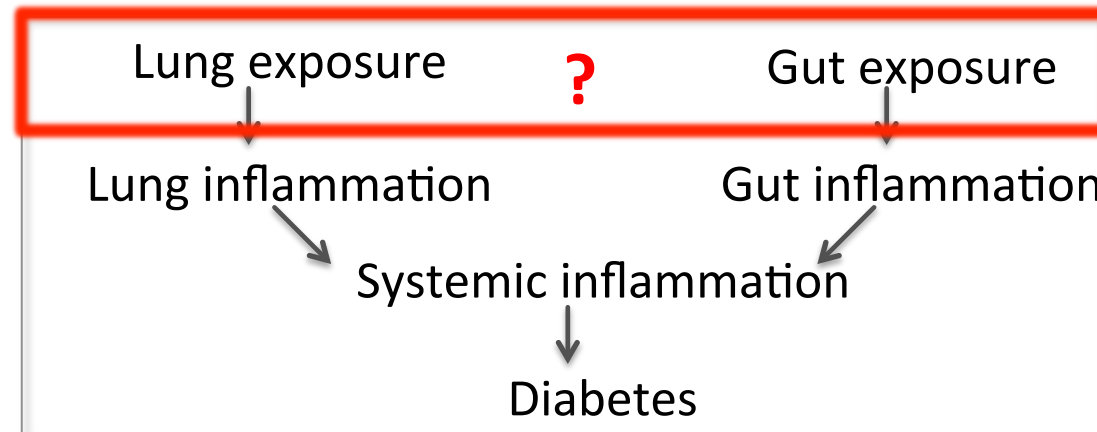 Lung exposure ? Gut exposure
Lung inflammation Gut inflammation
Systemic inflammation
Diabetes